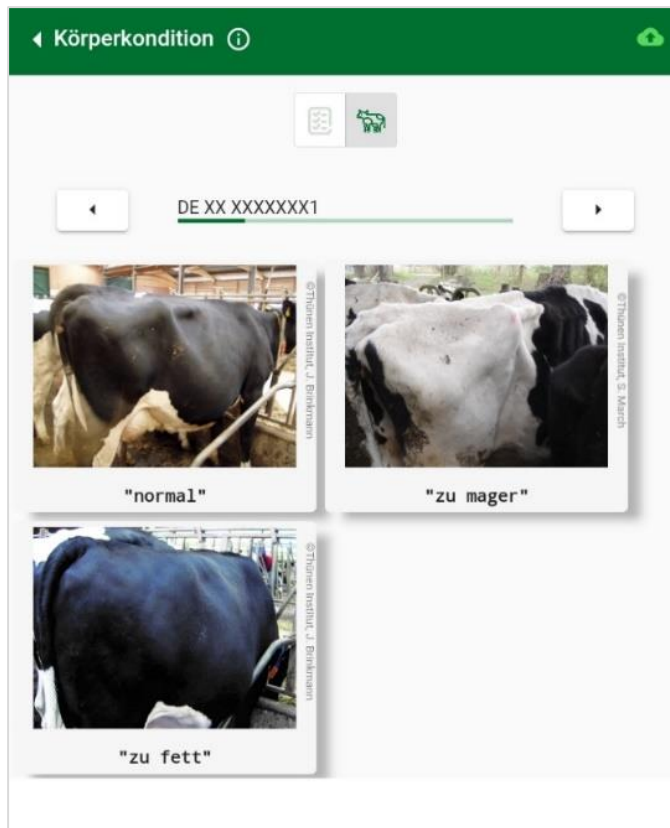 Körperkondition
DE XX XXXXXXX1
©Thünen Institut, J. Brinkmann
"normal"
©Thünen Institut, S. March
"zu mager"
©Thünen Institut, J. Brinkmann
"zu fett"